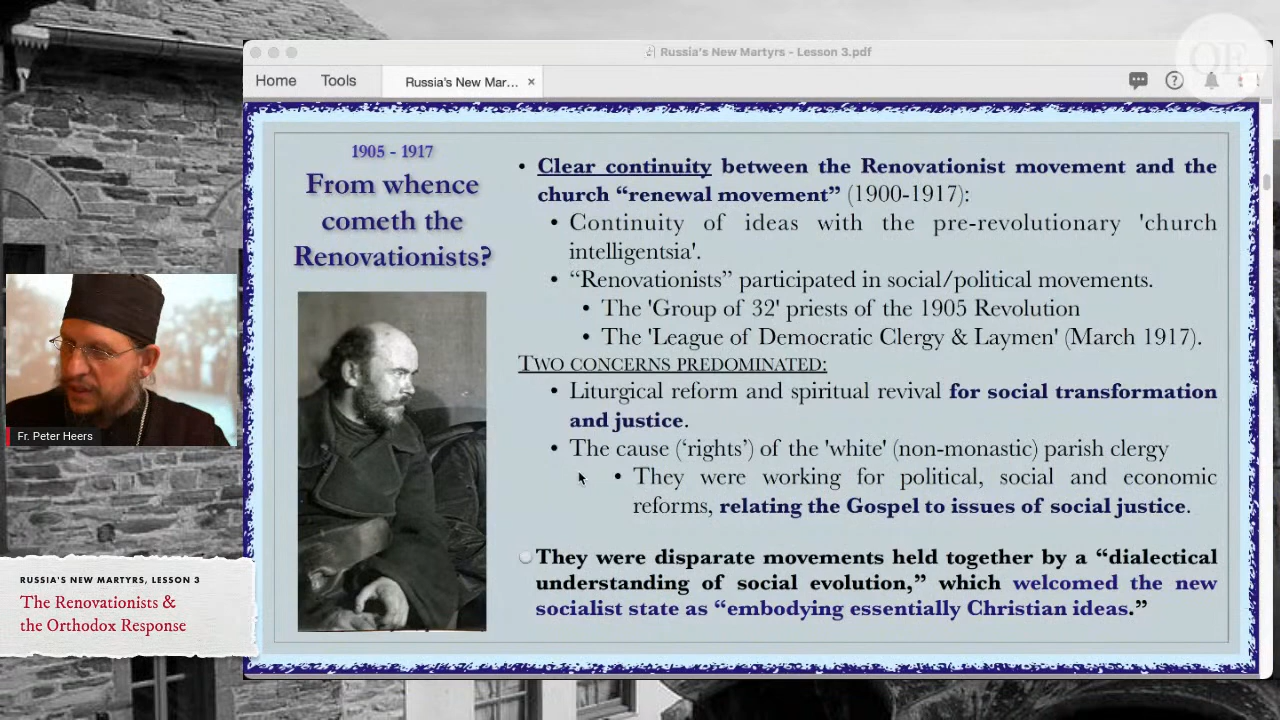 OE
Russia's New Martyrs - Lesson 3.pdf
Home
Tools
Russia's New Mar... ×
?
1905 - 1917
From whence
cometh the
Renovationists?
• Clear continuity between the Renovationist movement and the
church “renewal movement” (1900-1917):
• Continuity of ideas with the pre-revolutionary 'church
intelligentsia'.
• “Renovationists” participated in social/political movements.
• The 'Group of 32' priests of the 1905 Revolution
• The 'League of Democratic Clergy & Laymen' (March 1917).
TWO CONCERNS PREDOMINATED:
• Liturgical reform and spiritual revival for social transformation
and justice.
• The cause (‘rights’) of the 'white' (non-monastic) parish clergy
• They were working for political, social and economic
reforms, relating the Gospel to issues of social justice.
They were disparate movements held together by a “dialectical
understanding of social evolution,” which welcomed the new
socialist state as “embodying essentially Christian ideas.”
Fr. Peter Heers
RUSSIA'S NEW MARTYRS, LESSON 3
The Renovationists &
the Orthodox Response